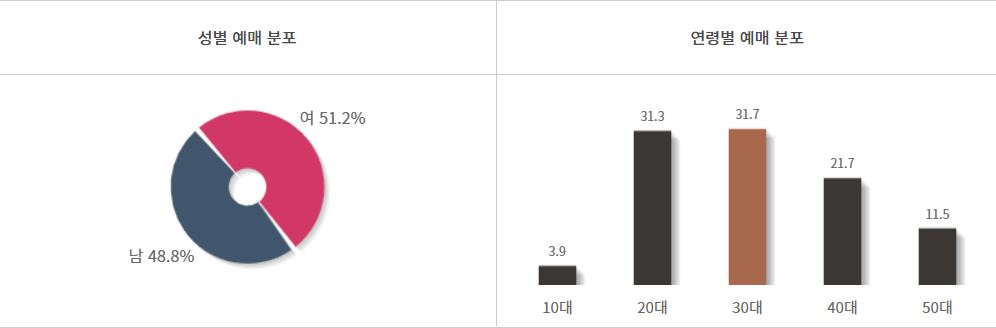 성별 예매 분포
여 51.2%
남 48.8%
연령별 예매 분포
3.9
31.3
31.7
21.7
11.5
10대
20대
30대
40대
50대